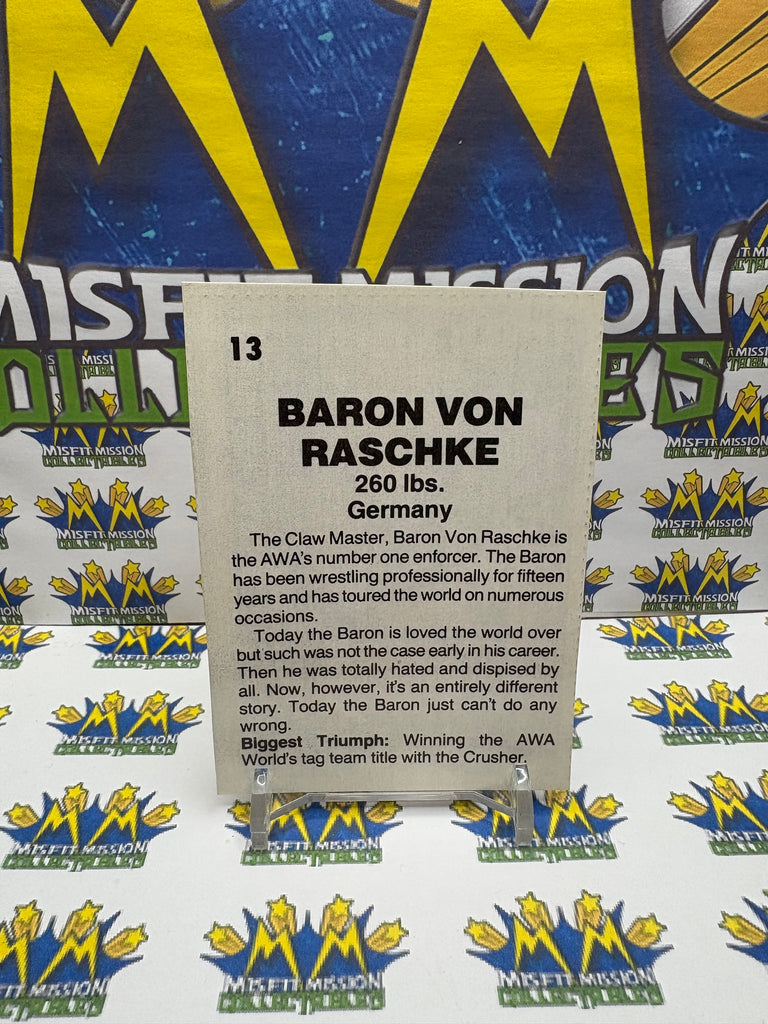 MISFIT MISSION
13
BARON VON
RASCHKE
260 lbs.
Germany
The Claw Master, Baron Von Raschke is
the AWA's number one enforcer. The Baron
has been wrestling professionally for fifteen
years and has toured the world on numerous
occasions.
Today the Baron is loved the world over
but such was not the case early in his career.
Then he was totally hated and dispised by
all. Now, however, it's an entirely different
story. Today the Baron just can't do any
wrong.
Biggest Triumph: Winning the AWA
World's tag team title with the Crusher.
MISFIT MISSION
COLLECTIBLES